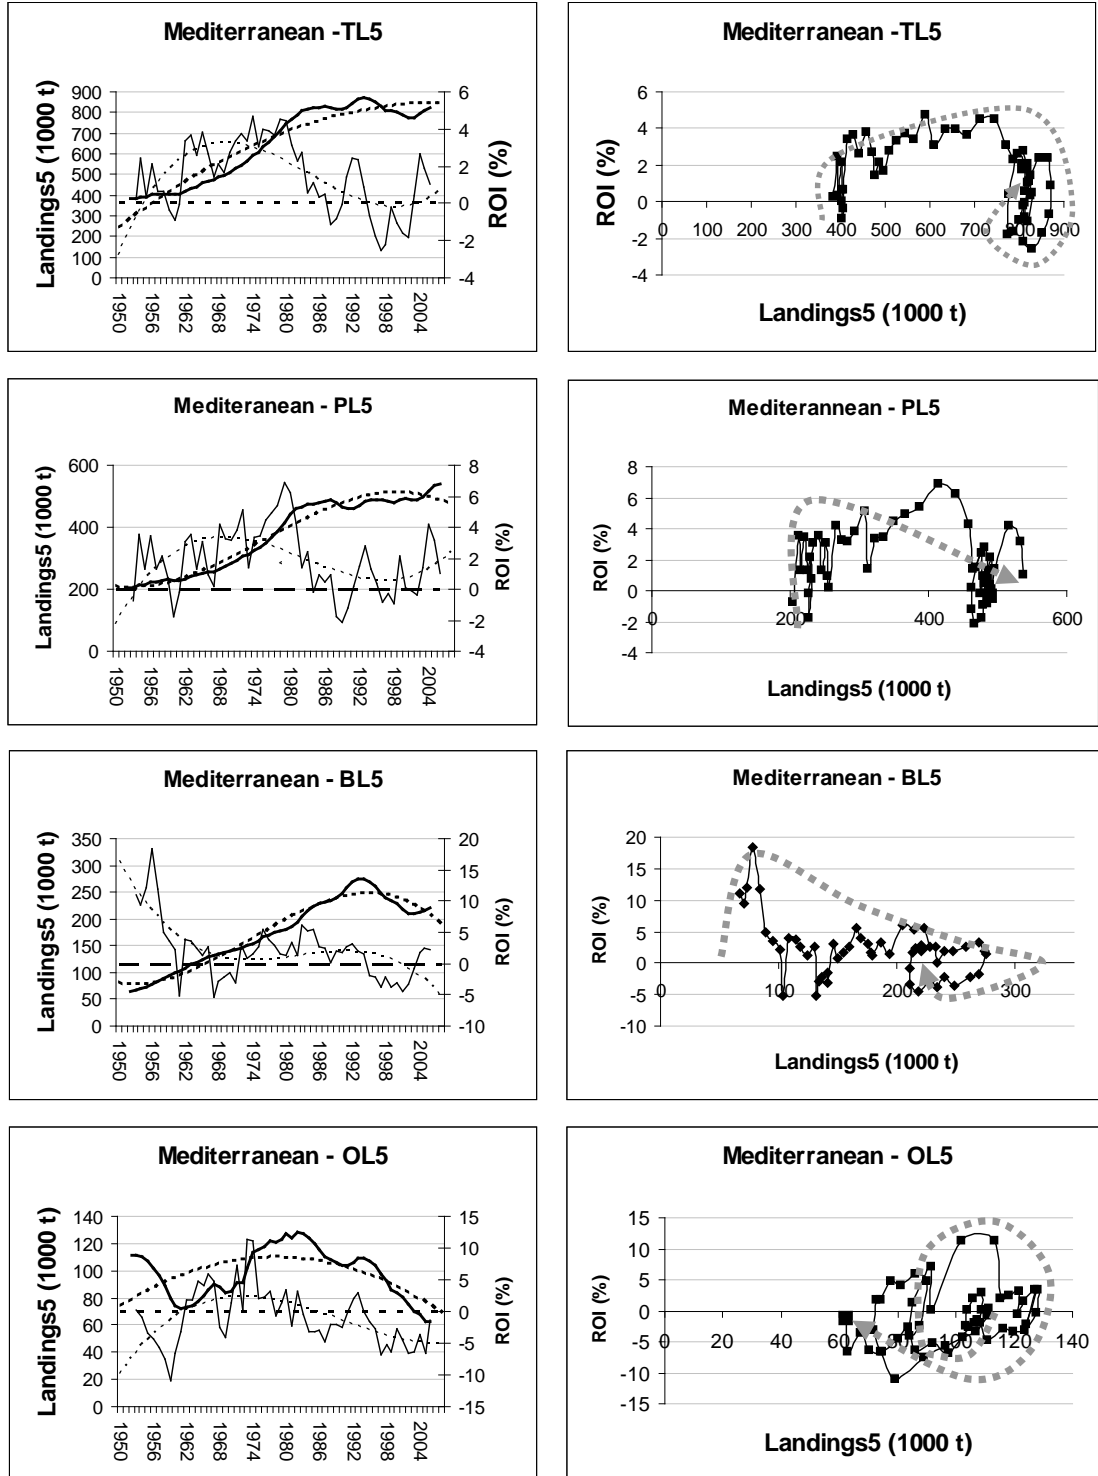 Mediterranean -TL5
Landings5 (1000 t)
900
800
700
600
500
400
300
200
100
0
6
4
2
0
-2
-4
ROI (%)
1950 1956 1962 1968 1974 1980 1986 1992 1998 2004
Mediterranean -TL5
ROI (%)
6
4
2
0
-2
-4
0 100 200 300 400 500 600 700 800 900
Landings5 (1000 t)
Mediteranean - PL5
Landings5 (1000 t)
600
400
200
0
8
6
4
2
0
-2
-4
ROI (%)
1950 1956 1962 1968 1974 1980 1986 1992 1998 2004
Mediterannean - PL5
ROI (%)
8
6
4
2
0
-2
-4
0 200 400 600
Landings5 (1000 t)
Mediterranean - BL5
Landings5 (1000 t)
350
300
250
200
150
100
50
0
20
15
10
5
0
-5
-10
ROI (%)
1950 1956 1962 1968 1974 1980 1986 1992 1998 2004
Mediterranean - BL5
ROI (%)
20
15
10
5
0
-5
-10
0 100 200 300
Landings5 (1000 t)
Mediterranean - OL5
Landings5 (1000 t)
140
120
100
80
60
40
20
0
15
10
5
0
-5
-10
-15
ROI (%)
1950 1956 1962 1968 1974 1980 1986 1992 1998 2004
Mediterranean - OL5
ROI (%)
15
10
5
0
-5
-10
-15
0 20 40 60 80 100 120 140
Landings5 (1000 t)